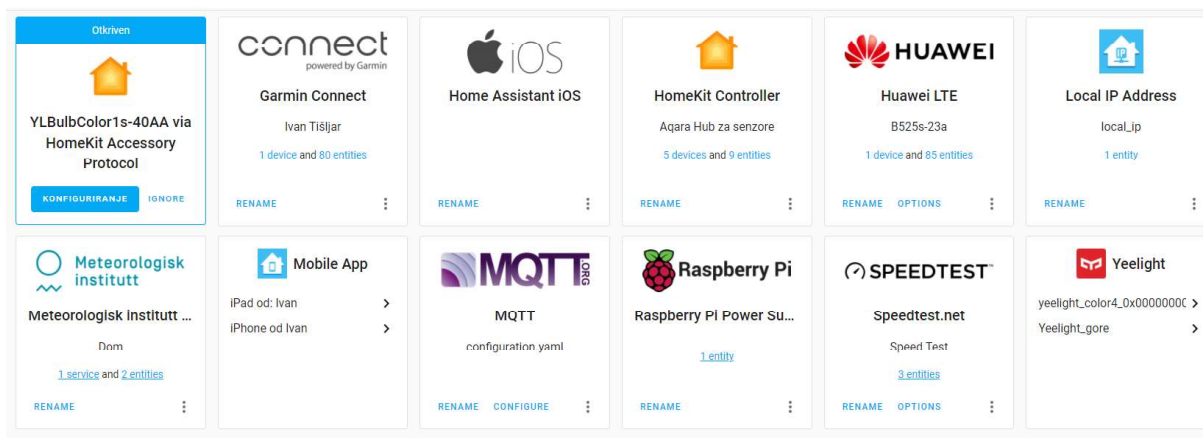 Otkriven
YLBulbColor1s-40AA via
HomeKit Accessory
Protocol
KONFIGURIRANJE IGNORE
connect
powered by Garmin
Garmin Connect
Ivan Tišljar
1 device and 80 entities
RENAME
iOS
Home Assistant iOS
RENAME
HomeKit Controller
Aqara Hub za senzore
5 devices and 9 entities
RENAME
HUAWEI
Huawei LTE
B525s-23a
1 device and 85 entities
RENAME OPTIONS
IP
Local IP Address
local_ip
1 entity
RENAME
Meteorologisk
institutt
Meteorologisk institutt ...
Dom
1 service and 2 entities
RENAME
Mobile App
iPad od: Ivan
iPhone od Ivan
MQTT.ORG
MQTT
configuration yaml
RENAME CONFIGURE
Raspberry Pi
Raspberry Pi Power Su...
1 entity
RENAME
SPEEDTEST™
Speedtest.net
Speed Test
3 entities
RENAME OPTIONS
Yeelight
yeelight_color4_0x0000000
Yeelight_gore